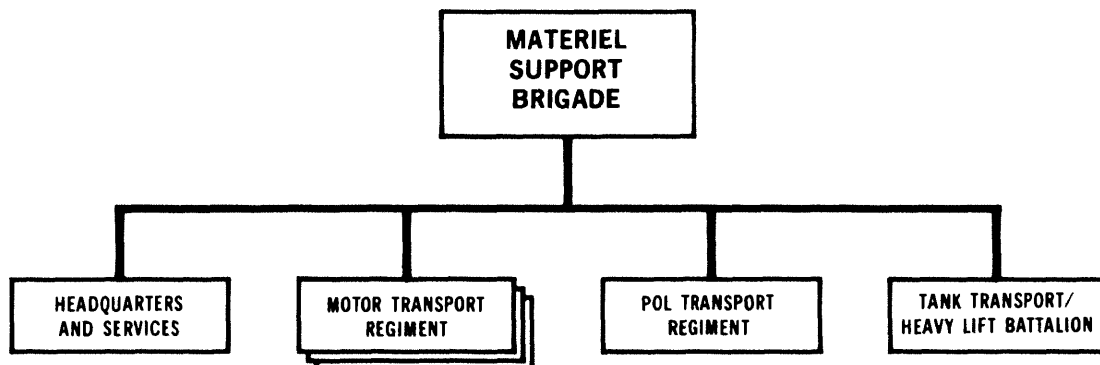 MATERIEL
SUPPORT
BRIGADE
HEADQUARTERS
AND SERVICES
MOTOR TRANSPORT
REGIMENT
POL TRANSPORT
REGIMENT
TANK TRANSPORT/
HEAVY LIFT BATTALION